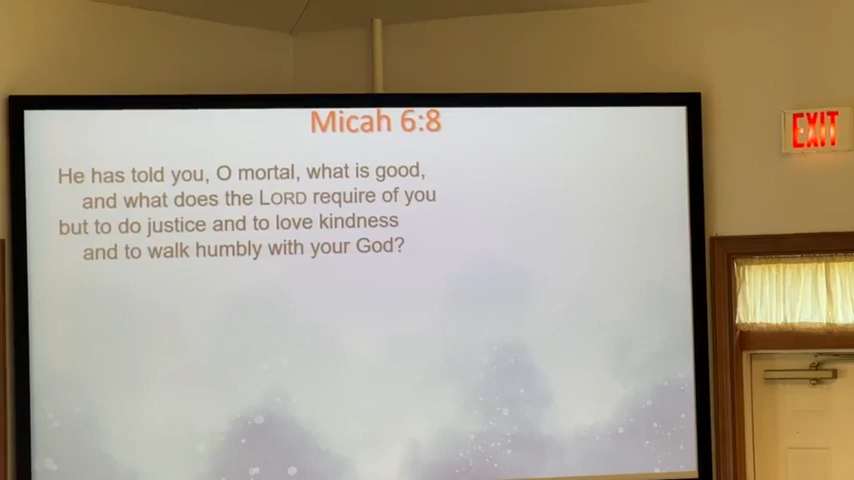 Micah 6:8
He has told you, O mortal, what is good,
and what does the LORD require of you
but to do justice and to love kindness
and to walk humbly with your God?
EXIT